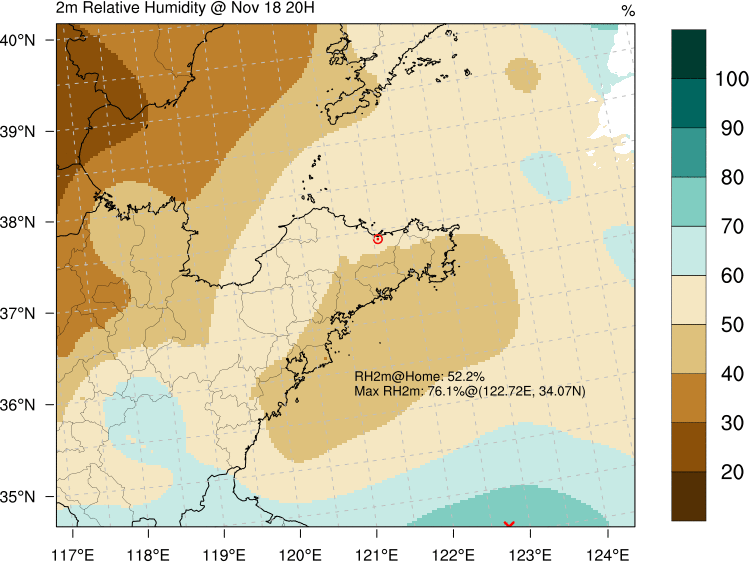 2m Relative Humidity @ Nov 18 20H
%
40°N
39°N
38°N
37°N
36°N
35°N
RH2m@Home: 52.2%
Max RH2m: 76.1%@(122.72E, 34.07N)
117°E 118°E 119°E 120°E 121°E 122°E 123°E 124°E
100
90
80
70
60
50
40
30
20